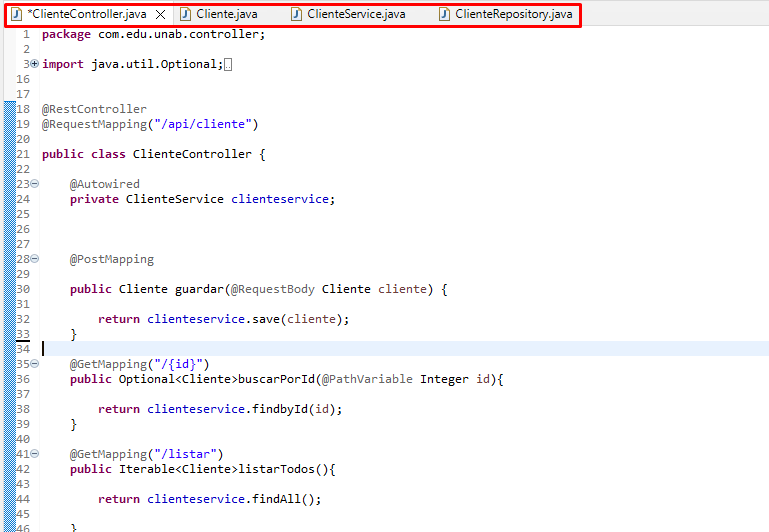 *ClienteController.java Cliente.java ClienteService.java ClienteRepository.java
1 package com.edu.unab.controller;
2
3 import java.util.Optional;
16
17
18 @RestController
19 @RequestMapping("/api/cliente")
20
21 public class ClienteController {
22
23 @Autowired
24 private ClienteService clienteservice;
25
26
27
28 @PostMapping
29
30 public Cliente guardar(@RequestBody Cliente cliente) {
31
32 return clienteservice.save(cliente);
33 }
34
35 @GetMapping("/{id}")
36 public Optional<Cliente>buscarPorId(@PathVariable Integer id){
37
38 return clienteservice.findbyId(id);
39 }
40
41 @GetMapping("/listar")
42 public Iterable<Cliente>listarTodos(){
43
44 return clienteservice.findAll();
45
46 }